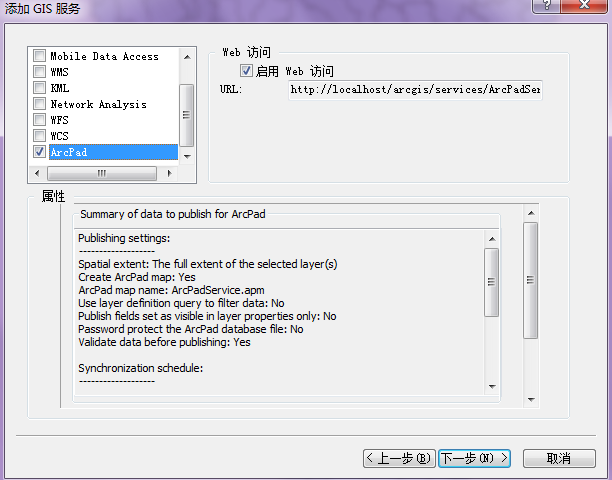 添加 GIS 服务
Mobile Data Access
WMS
KML
Network Analysis
WFS
WCS
ArcPad
Web 访问
启用 Web 访问
URL:
http://localhost/arcgis/services/ArcPadSer
属性
Summary of data to publish for ArcPad
Publishing settings:
-------------------
Spatial extent: The full extent of the selected layer(s)
Create ArcPad map: Yes
ArcPad map name: ArcPadService.apm
Use layer definition query to filter data: No
Publish fields set as visible in layer properties only: No
Password protect the ArcPad database file: No
Validate data before publishing: Yes
Synchronization schedule:
-------------------
< 上一步(B) 下一步(N) > 取消